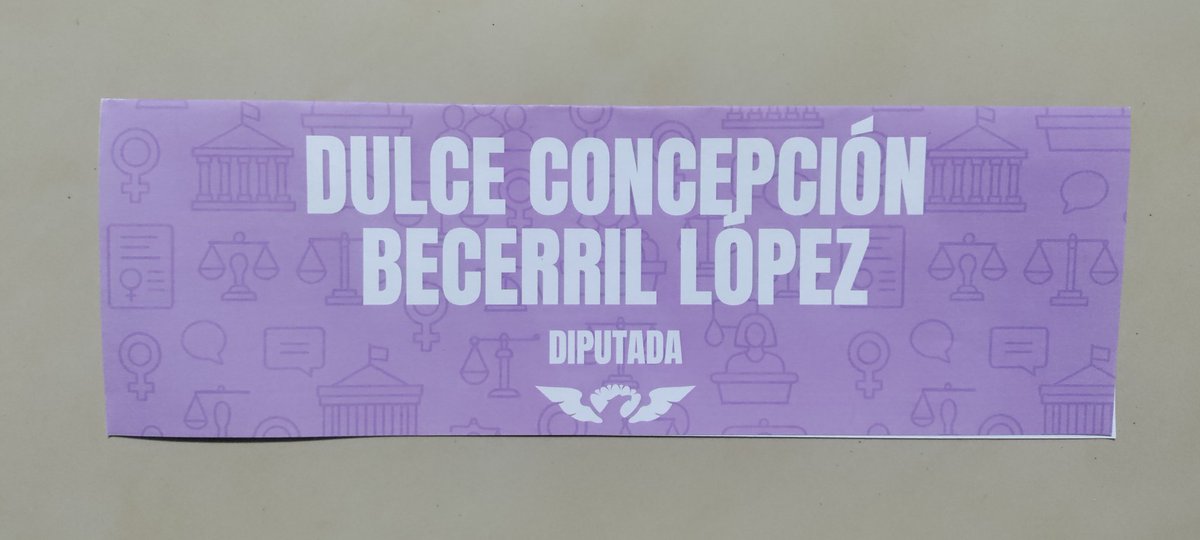 DULCE CONCEPCIÓN
BECERRIL LÓPEZ
DIPUTADA